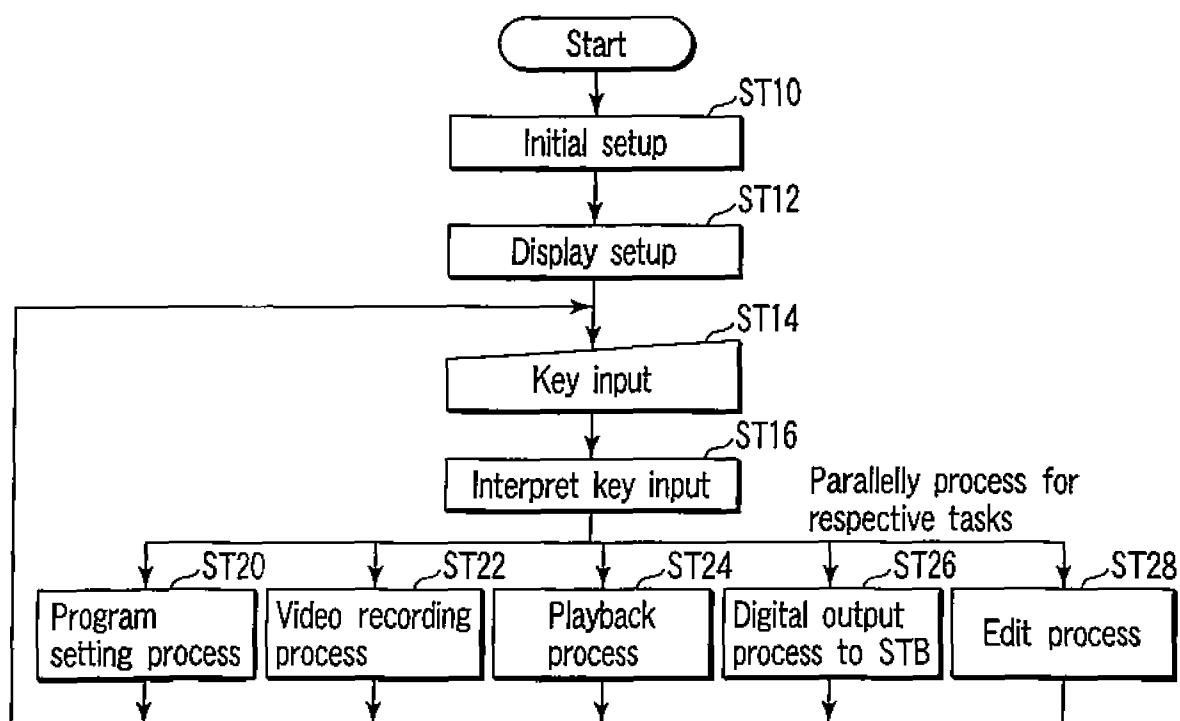 Start
ST10
Initial setup
ST12
Display setup
ST14
Key input
ST16
Interpret key input
Parallelly process for
respective tasks
ST20
Program
setting process
ST22
Video recording
process
ST24
Playback
process
ST26
Digital output
process to STB
ST28
Edit process